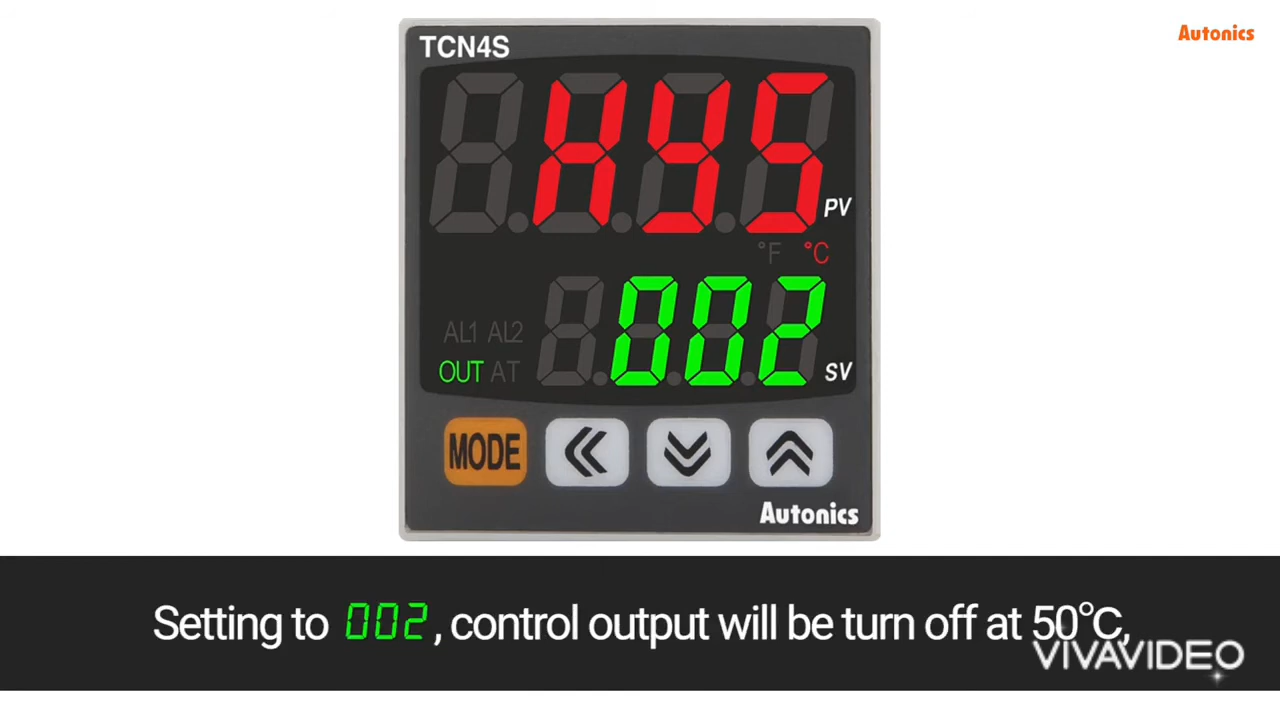 Autonics
TCN4S
HYS
PV
°F °C
AL1 AL2
002
OUT AT
SV
MODE
Autonics
Setting to 002, control output will be turn off at 50℃,
VIVAVIDEO